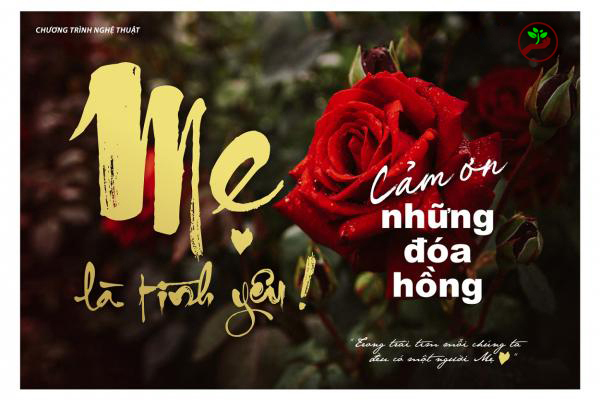 CHƯƠNG TRÌNH NGHỆ THUẬT
Mẹ
là tình yêu!
Cảm ơn
những
đóa
hồng
"Trong trái tim mỗi chúng ta
đều có một người Mẹ"